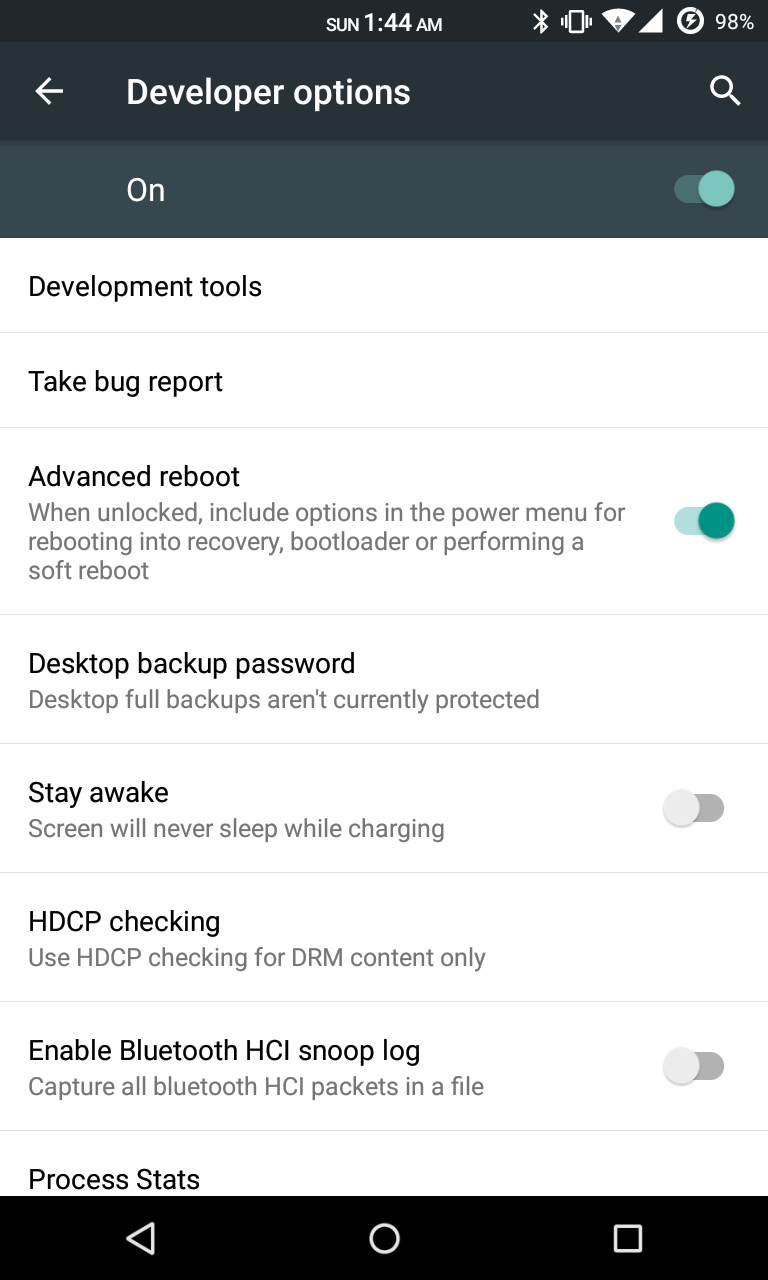 SUN 1:44 AM 98%
Developer options
On
Development tools
Take bug report
Advanced reboot
When unlocked, include options in the power menu for
rebooting into recovery, bootloader or performing a
soft reboot
Desktop backup password
Desktop full backups aren't currently protected
Stay awake
Screen will never sleep while charging
HDCP checking
Use HDCP checking for DRM content only
Enable Bluetooth HCI snoop log
Capture all bluetooth HCI packets in a file
Process Stats